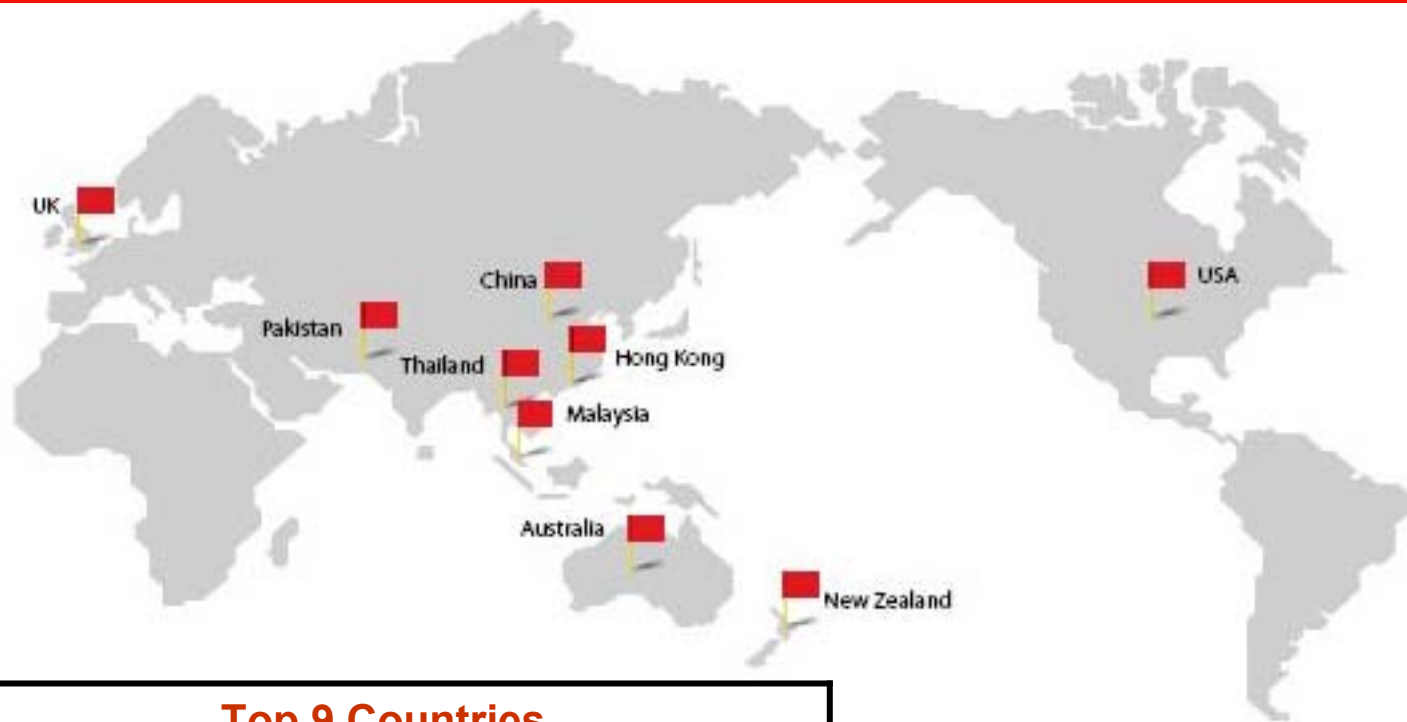 UK
China
USA
Pakistan
Thailand
Hong Kong
Malaysia
Australia
New Zealand
Top 9 Countries